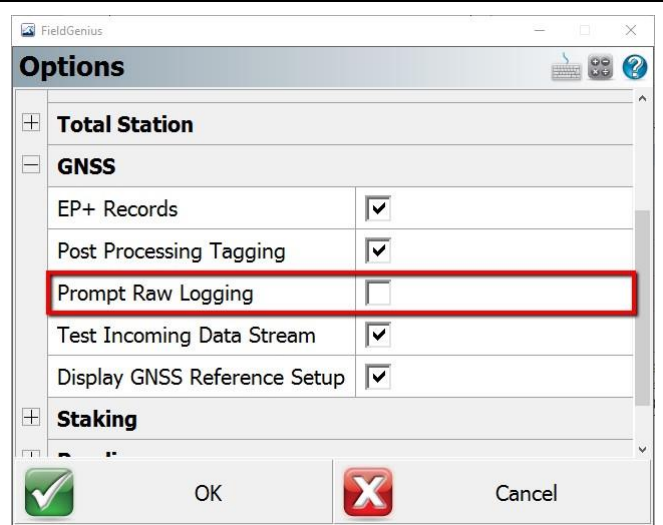 FieldGenius
Options
Total Station
GNSS
EP+ Records
Post Processing Tagging
Prompt Raw Logging
Test Incoming Data Stream
Display GNSS Reference Setup
Staking
OK
Cancel